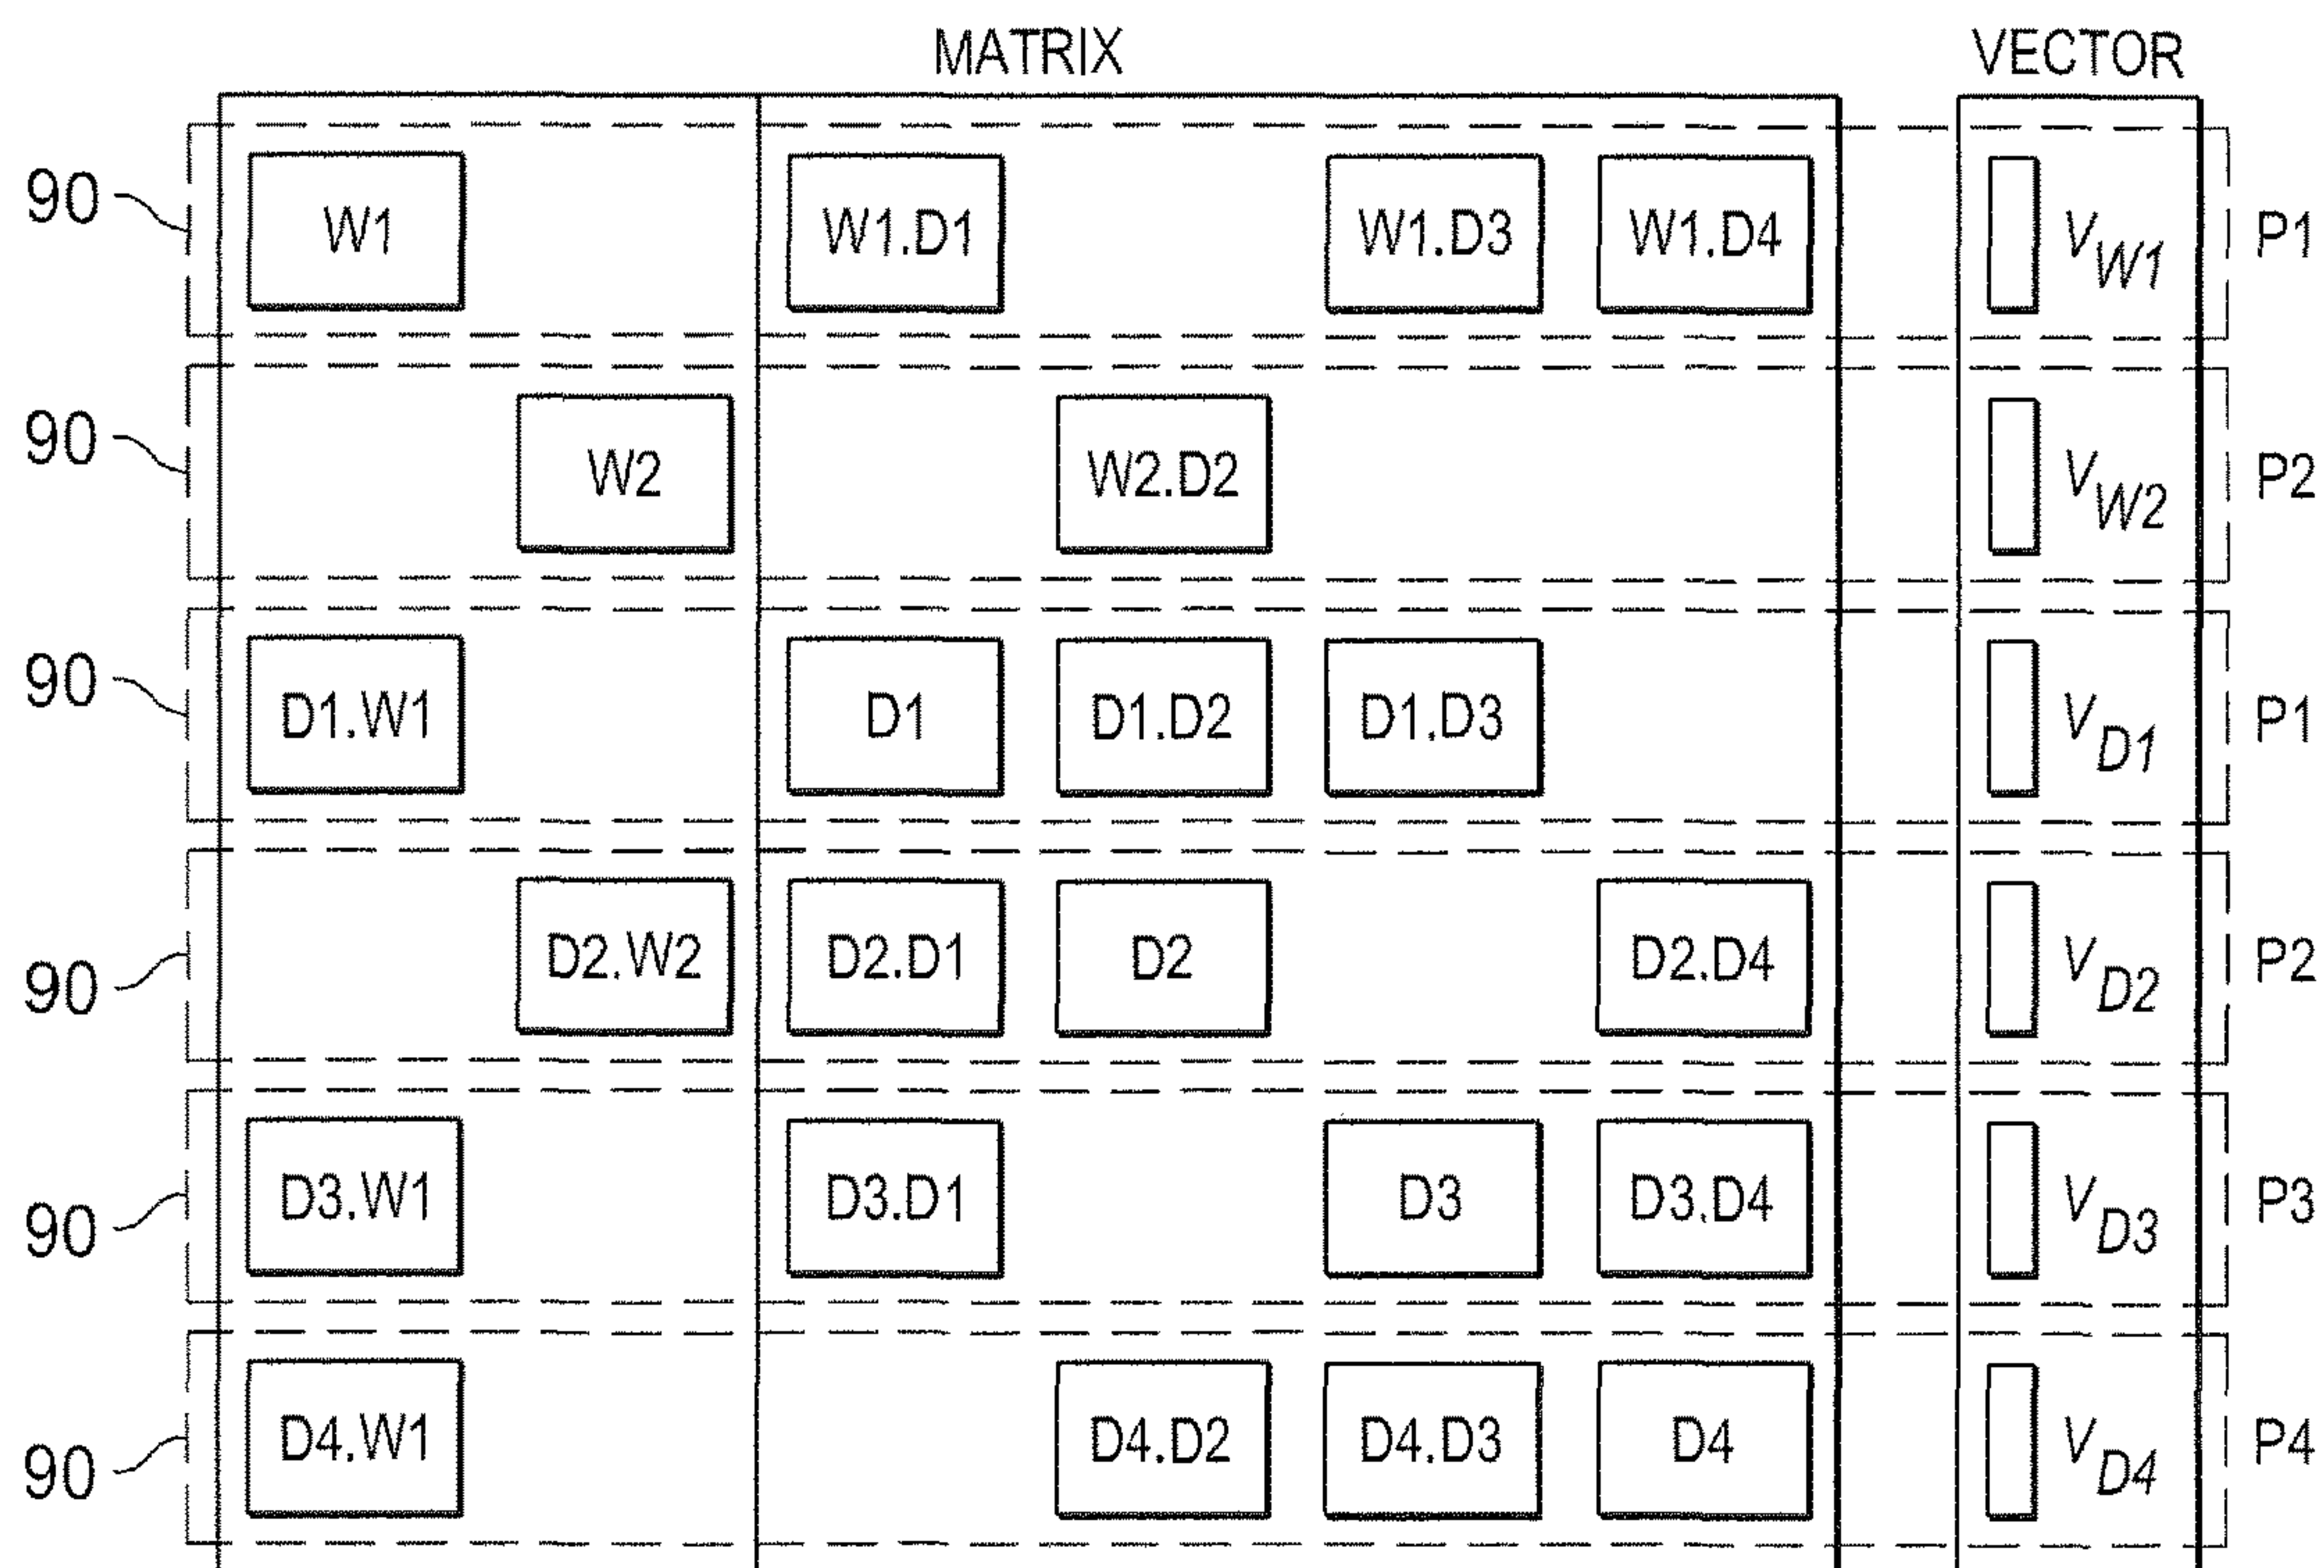 MATRIX VECTOR
90 W1 W1.D1 W1.D3 W1.D4 VW1 P1
90 W2 W2.D2 VW2 P2
90 D1.W1 D1 D1.D2 D1.D3 VD1 P1
90 D2.W2 D2.D1 D2 D2.D4 VD2 P2
90 D3.W1 D3.D1 D3 D3.D4 VD3 P3
90 D4.W1 D4.D2 D4.D3 D4 VD4 P4